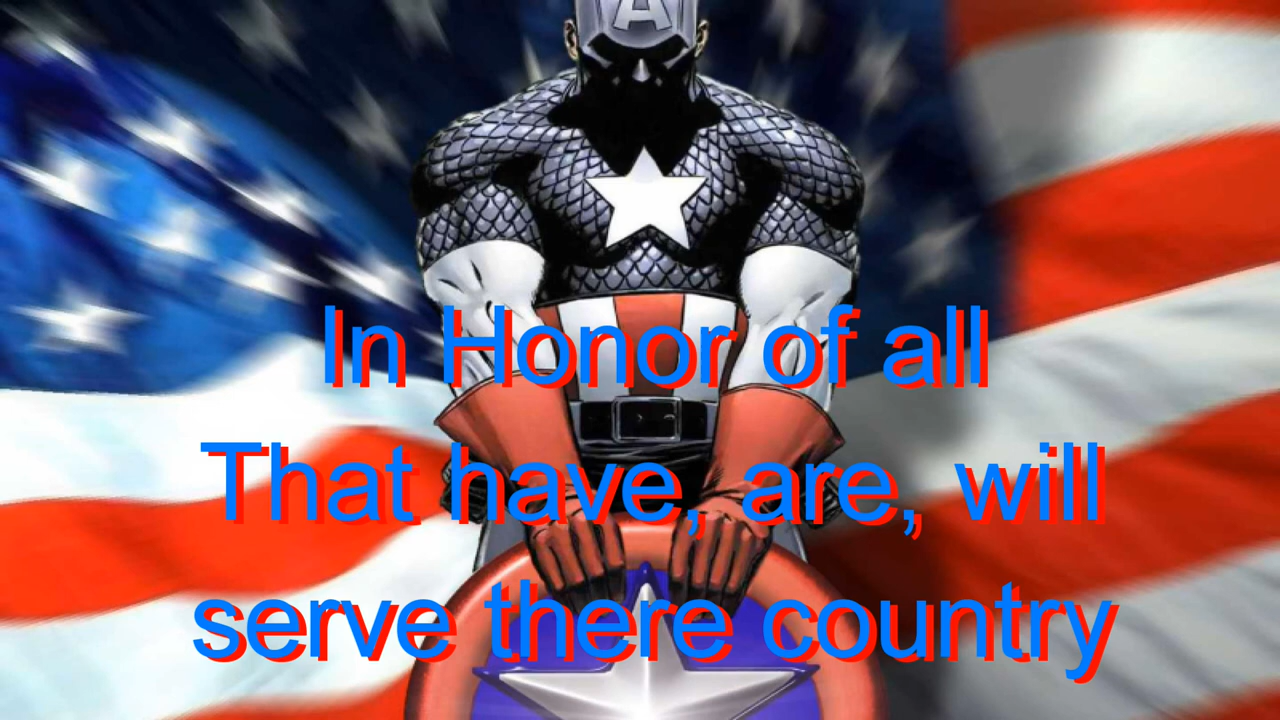 A
In Honor of all
That have, are, will
serve there country